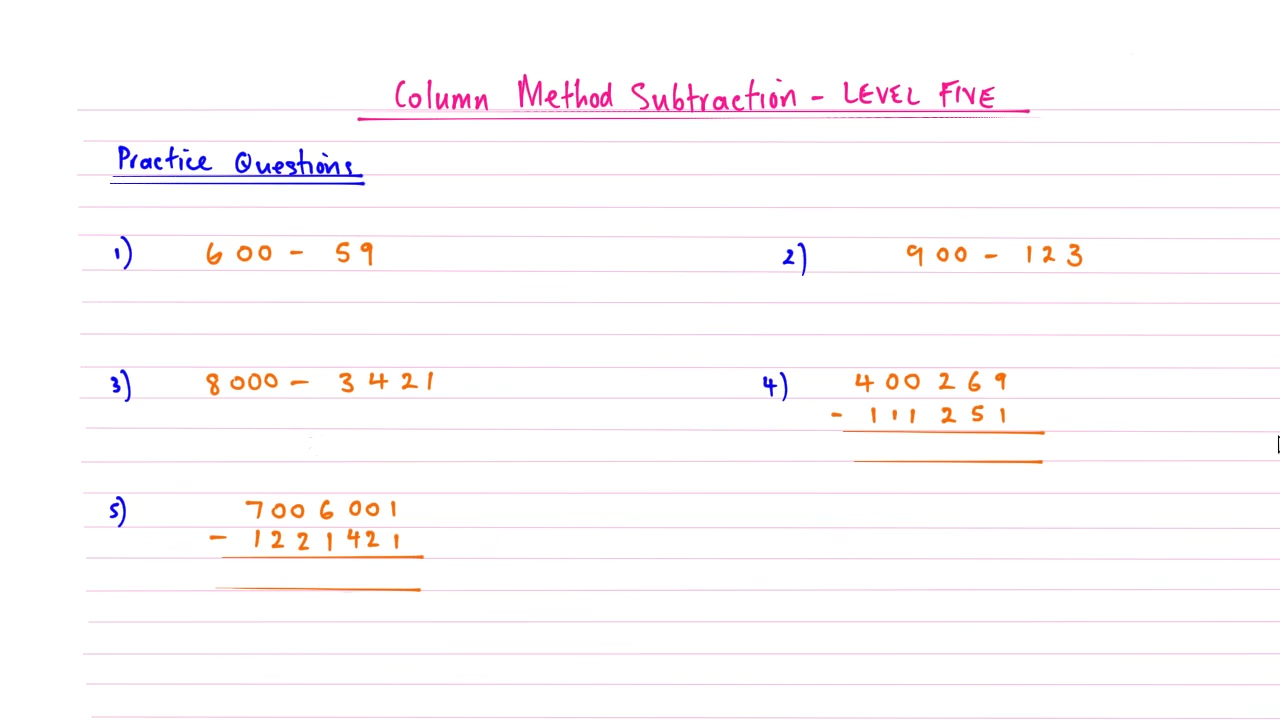 Column Method Subtraction - LEVEL FIVE
Practice Questions
1) 600 - 59
2) 900 - 123
3) 8000 - 3421
4) 400269
- 111251
5) 7006001
- 1221421